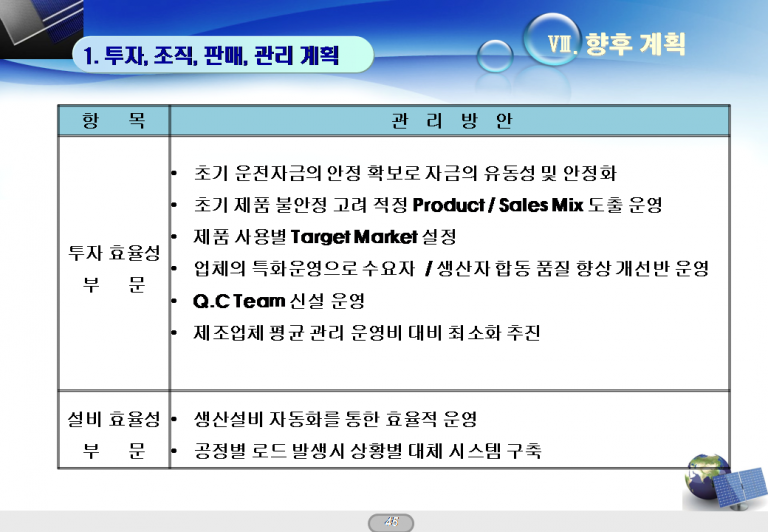 1. 투자, 조직, 판매, 관리 계획
Ⅶ. 향후 계획
항 목
관 리 방 안
투자 효율성
부 문
• 초기 운전자금의 안정 확보로 자금의 유동성 및 안정화
• 초기 제품 불안정 고려 적정 Product / Sales Mix 도출 운영
• 제품 사용별 Target Market 설정
• 업체의 특화운영으로 수요자 / 생산자 합동 품질 향상 개선반 운영
• Q.C Team 신설 운영
• 제조업체 평균 관리 운영비 대비 최소화 추진
설비 효율성
부 문
• 생산설비 자동화를 통한 효율적 운영
• 공정별 로드 발생시 상황별 대체 시스템 구축
48